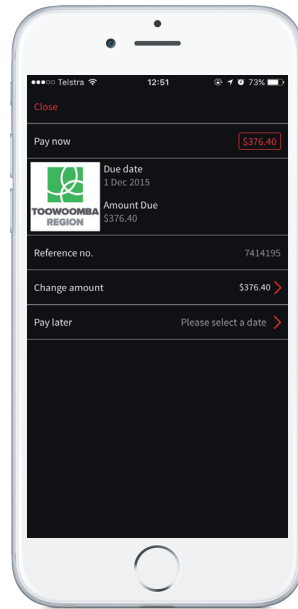 Telstra 12:51 73%
Close
Pay now $376.40
Due date
1 Dec 2015
TOOWOOMBA
REGION
Amount Due
$376.40
Reference no. 7414195
Change amount $376.40
Pay later Please select a date